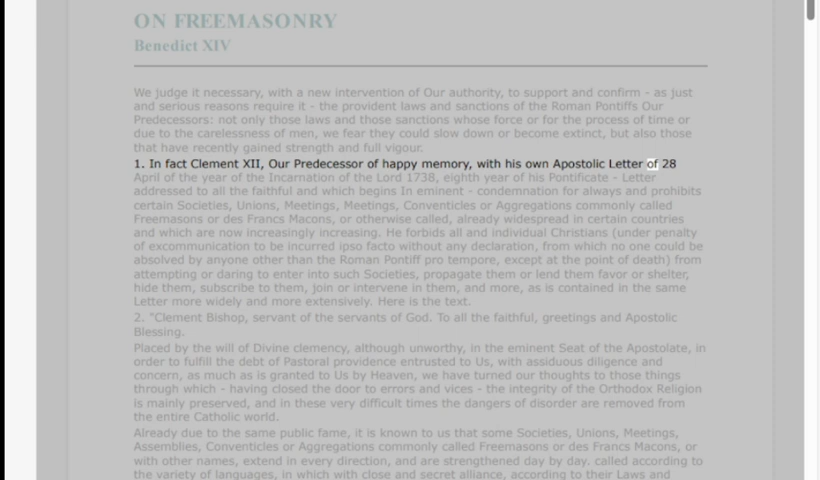 ON FREEMASONRY
Benedict XIV
We judge it necessary, with a new intervention of Our authority, to support and confirm - as just
and serious reasons require it - the provident laws and sanctions of the Roman Pontiffs Our
Predecessors: not only those laws and those sanctions whose force or for the process of time or
due to the carelessness of men, we fear they could slow down or become extinct, but also those
that have recently gained strength and full vigour.
1. In fact Clement XII, Our Predecessor of happy memory, with his own Apostolic Letter of 28
April of the year of the Incarnation of the Lord 1738, eighth year of his Pontificate - Letter
addressed to all the faithful and which begins In eminent - condemnation for always and prohibits
certain Societies, Unions, Meetings, Meetings, Conventicles or Aggregations commonly called
Freemasons or des Francs Macons, or otherwise called, already widespread in certain countries
and which are now increasingly increasing. He forbids all and individual Christians (under penalty
of excommunication to be incurred ipso facto without any declaration, from which no one could be
absolved by anyone other than the Roman Pontiff pro tempore, except at the point of death) from
attempting or daring to enter into such Societies, propagate them or lend them favor or shelter,
hide them, subscribe to them, join or intervene in them, and more, as is contained in the same
Letter more widely and more extensively. Here is the text.
2. "Clement Bishop, servant of the servants of God. To all the faithful, greetings and Apostolic
Blessing.
Placed by the will of Divine clemency, although unworthy, in the eminent Seat of the Apostolate, in
order to fulfill the debt of Pastoral providence entrusted to Us, with assiduous diligence and
concern, as much as is granted to Us by Heaven, we have turned our thoughts to those things
through which - having closed the door to errors and vices - the integrity of the Orthodox Religion
is mainly preserved, and in these very difficult times the dangers of disorder are removed from
the entire Catholic world.
Already due to the same public fame, it is known to us that some Societies, Unions, Meetings,
Assemblies, Conventicles or Aggregations commonly called Freemasons or des Francs Macons, or
with other names, extend in every direction, and are strengthened day by day. called according to
the variety of languages, in which with close and secret alliance, according to their Laws and